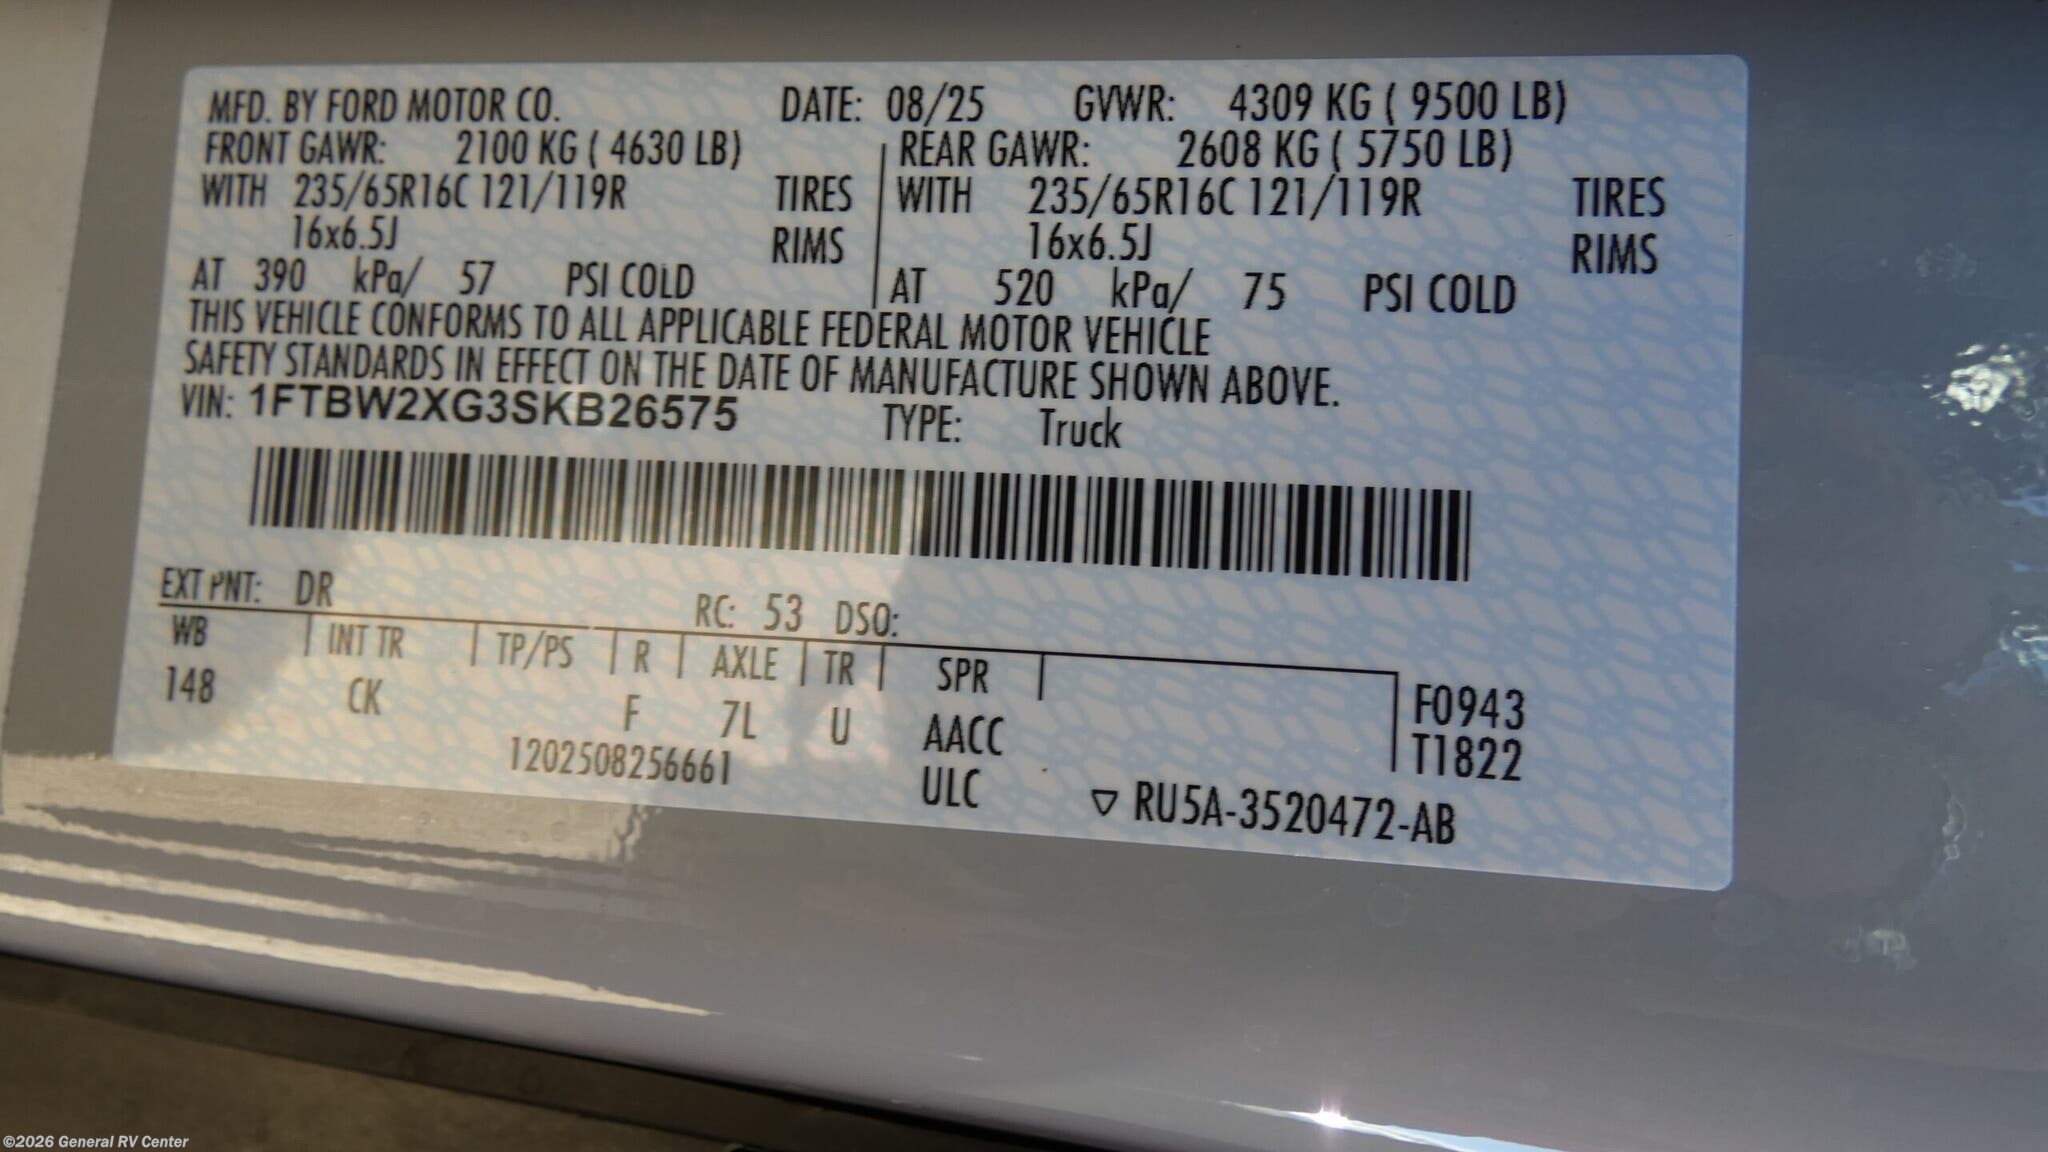 MFD. BY FORD MOTOR CO. DATE: 08/25 GVWR: 4309 KG ( 9500 LB)
FRONT GAWR: 2100 KG ( 4630 LB) REAR GAWR: 2608 KG ( 5750 LB)
WITH 235/65R16C 121/119R TIRES WITH 235/65R16C 121/119R TIRES
16x6.5J RIMS 16x6.5J RIMS
AT 390 kPa/ 57 PSI COLD AT 520 kPa/ 75 PSI COLD
THIS VEHICLE CONFORMS TO ALL APPLICABLE FEDERAL MOTOR VEHICLE
SAFETY STANDARDS IN EFFECT ON THE DATE OF MANUFACTURE SHOWN ABOVE.
VIN: 1FTBW2XG3SKB26575 TYPE: Truck
EXT PNT: DR RC: 53 DSO:
WB INT TR TP/PS R AXLE TR SPR
148 CK F 7L U AACC F0943
1202508256661 ULC T1822
▽ RU5A-3520472-AB
©2026 General RV Center